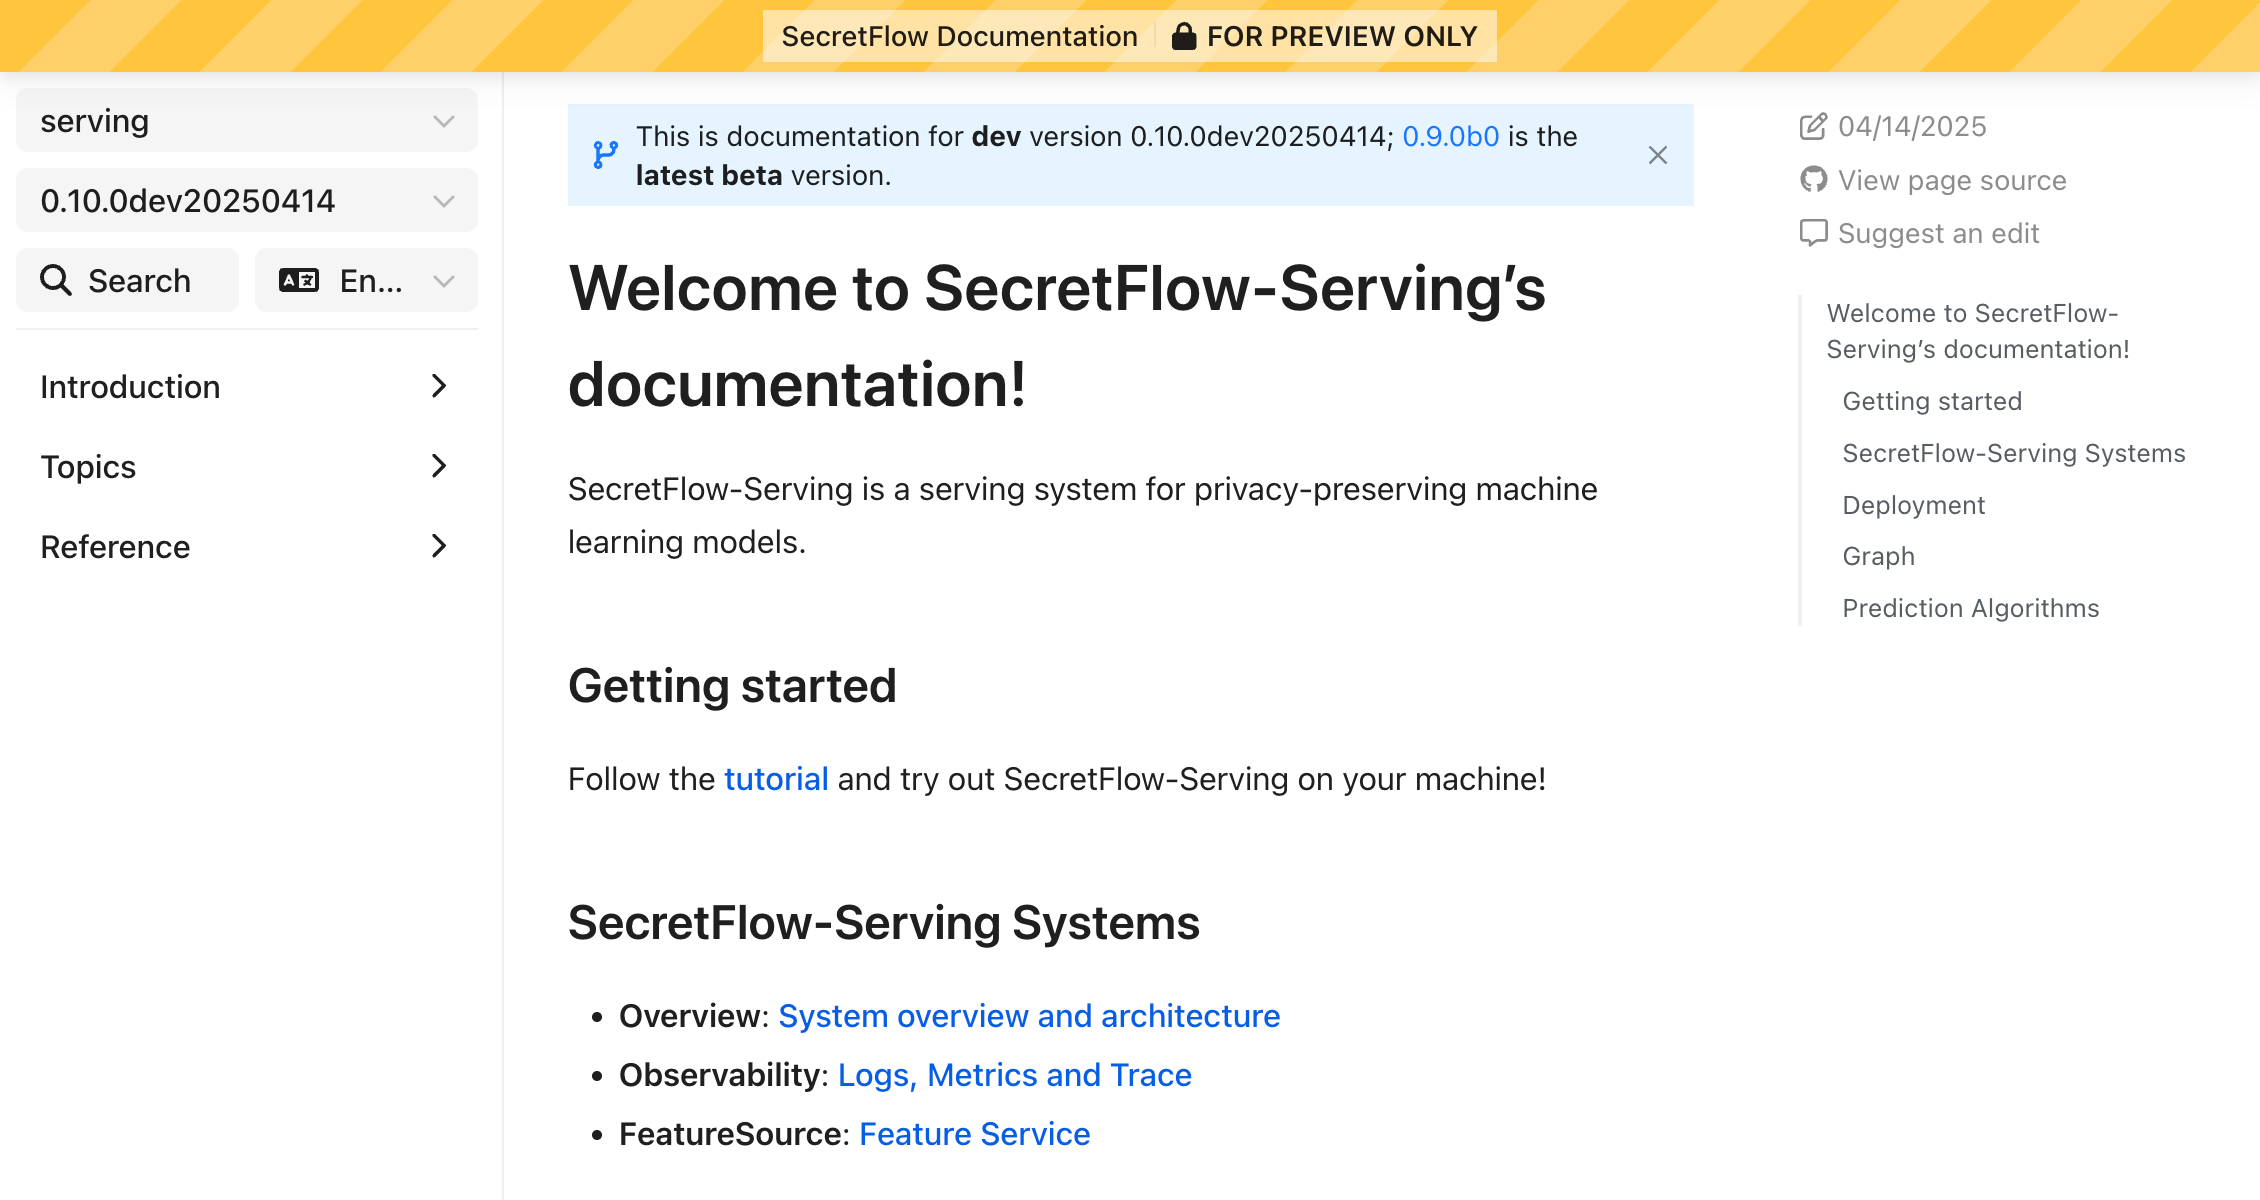 SecretFlow Documentation FOR PREVIEW ONLY
serving
0.10.0dev20250414
Search En...
Introduction
Topics
Reference
This is documentation for dev version 0.10.0dev20250414; 0.9.0b0 is the
latest beta version.
Welcome to SecretFlow-Serving’s
documentation!
SecretFlow-Serving is a serving system for privacy-preserving machine
learning models.
Getting started
Follow the tutorial and try out SecretFlow-Serving on your machine!
SecretFlow-Serving Systems
• Overview: System overview and architecture
• Observability: Logs, Metrics and Trace
• FeatureSource: Feature Service
04/14/2025
View page source
Suggest an edit
Welcome to SecretFlow-
Serving’s documentation!
Getting started
SecretFlow-Serving Systems
Deployment
Graph
Prediction Algorithms